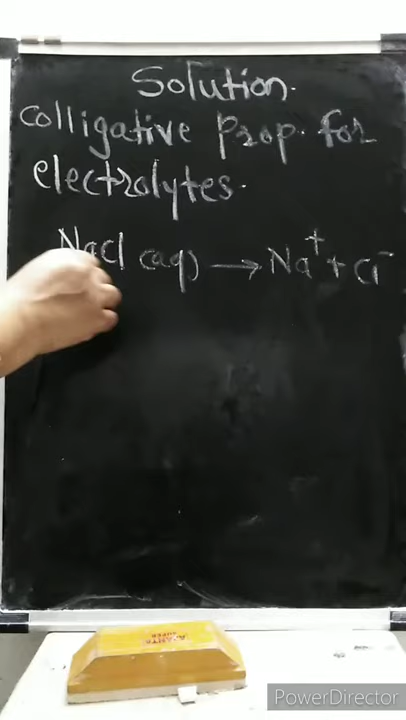 Solution.
Colligative Prop. for
electrolytes.
NaCl (aq) → Na⁺ + Cl⁻
PowerDirector